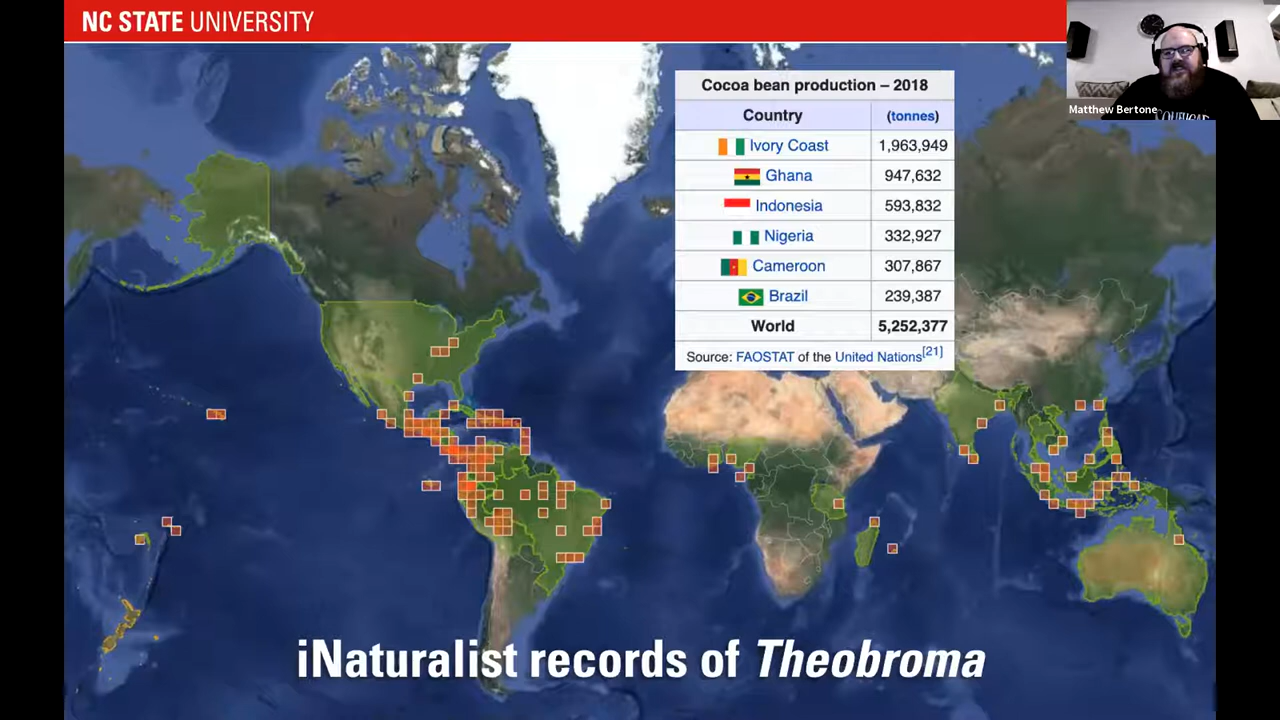 NC STATE UNIVERSITY
Matthew Bertone
Cocoa bean production – 2018
Country (tonnes)
Ivory Coast 1,963,949
Ghana 947,632
Indonesia 593,832
Nigeria 332,927
Cameroon 307,867
Brazil 239,387
World 5,252,377
Source: FAOSTAT of the United Nations[21]
iNaturalist records of Theobroma